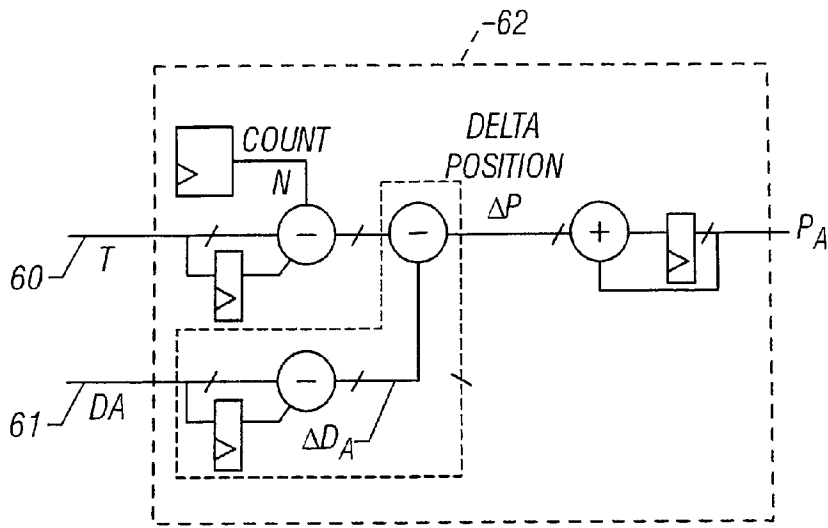 62
COUNT
N
DELTA
POSITION
ΔP
60
T
P_A
61
DA
ΔD_A